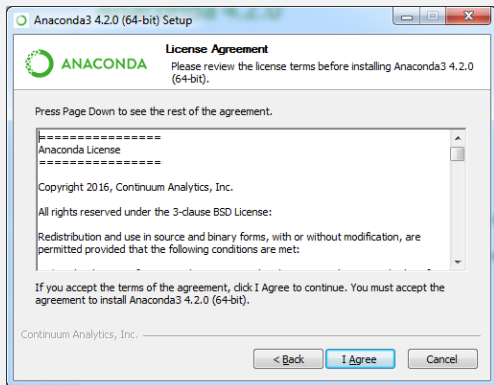 Anaconda3 4.2.0 (64-bit) Setup
ANACONDA
License Agreement
Please review the license terms before installing Anaconda3 4.2.0
(64-bit).
Press Page Down to see the rest of the agreement.
================
Anaconda License
================
Copyright 2016, Continuum Analytics, Inc.
All rights reserved under the 3-clause BSD License:
Redistribution and use in source and binary forms, with or without modification, are
permitted provided that the following conditions are met:
If you accept the terms of the agreement, click I Agree to continue. You must accept the
agreement to install Anaconda3 4.2.0 (64-bit).
Continuum Analytics, Inc.
< Back
I Agree
Cancel